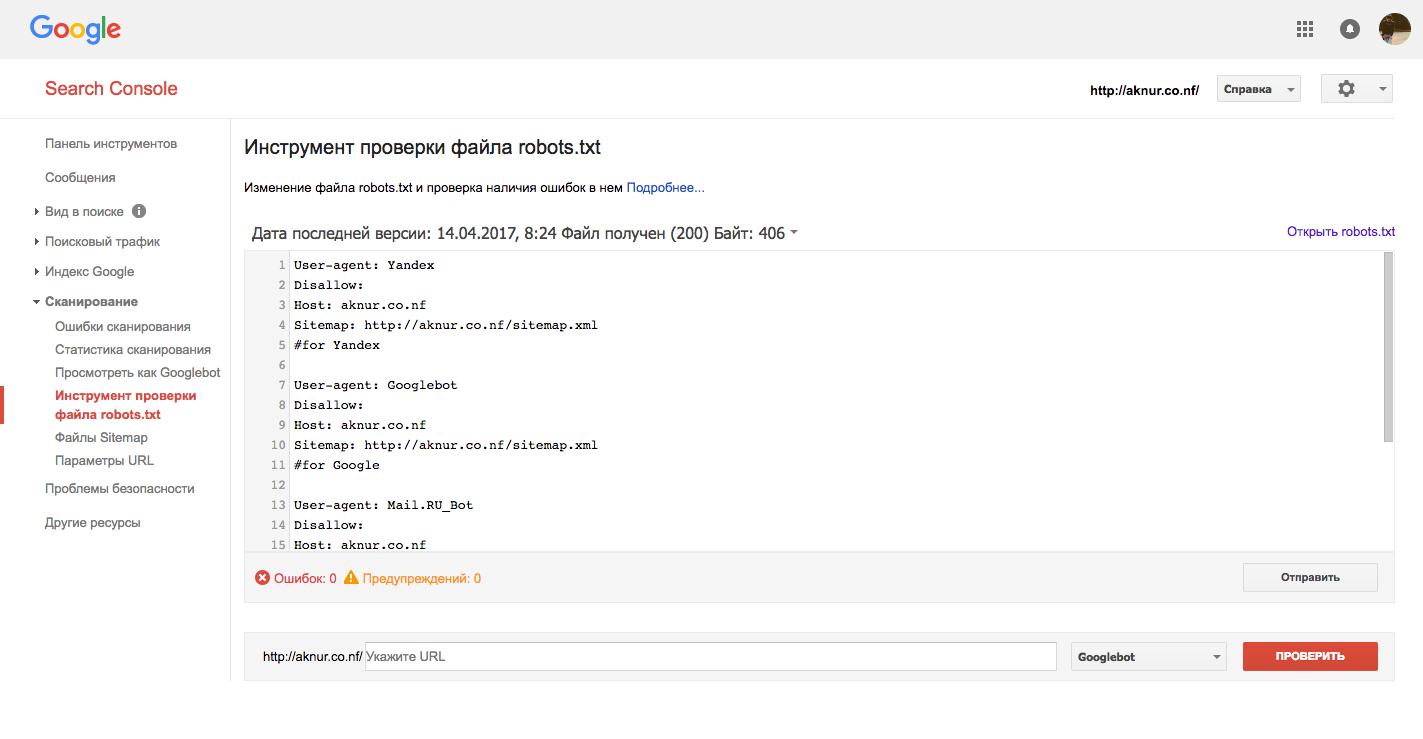 Google
Search Console
http://aknur.co.nf/
Справка
Панель инструментов
Сообщения
Вид в поиске
Поисковый трафик
Индекс Google
Сканирование
Ошибки сканирования
Статистика сканирования
Просмотреть как Googlebot
Инструмент проверки
файла robots.txt
Файлы Sitemap
Параметры URL
Проблемы безопасности
Другие ресурсы
Инструмент проверки файла robots.txt
Изменение файла robots.txt и проверка наличия ошибок в нем Подробнее...
Дата последней версии: 14.04.2017, 8:24 Файл получен (200) Байт: 406
Открыть robots.txt
1 User-agent: Yandex
2 Disallow:
3 Host: aknur.co.nf
4 Sitemap: http://aknur.co.nf/sitemap.xml
5 #for Yandex
6
7 User-agent: Googlebot
8 Disallow:
9 Host: aknur.co.nf
10 Sitemap: http://aknur.co.nf/sitemap.xml
11 #for Google
12
13 User-agent: Mail.RU_Bot
14 Disallow:
15 Host: aknur.co.nf
Ошибок: 0 Предупреждений: 0
Отправить
http://aknur.co.nf/ Укажите URL
Googlebot
ПРОВЕРИТЬ